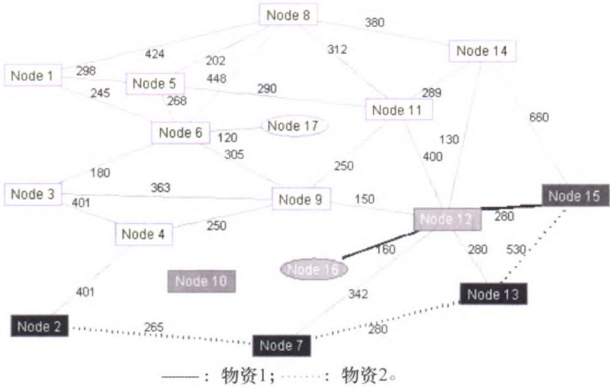 Node 8
380
424
Node 14
202
312
Node 1
298
Node 5
448
290
289
245
268
Node 11
660
Node 6
120
Node 17
130
305
400
180
250
Node 3
363
Node 9
150
Node 15
401
Node 12
280
Node 4
250
160
280
530
Node 16
Node 10
401
342
Node 13
Node 2
265
280
Node 7
——：物资1；……：物资2。